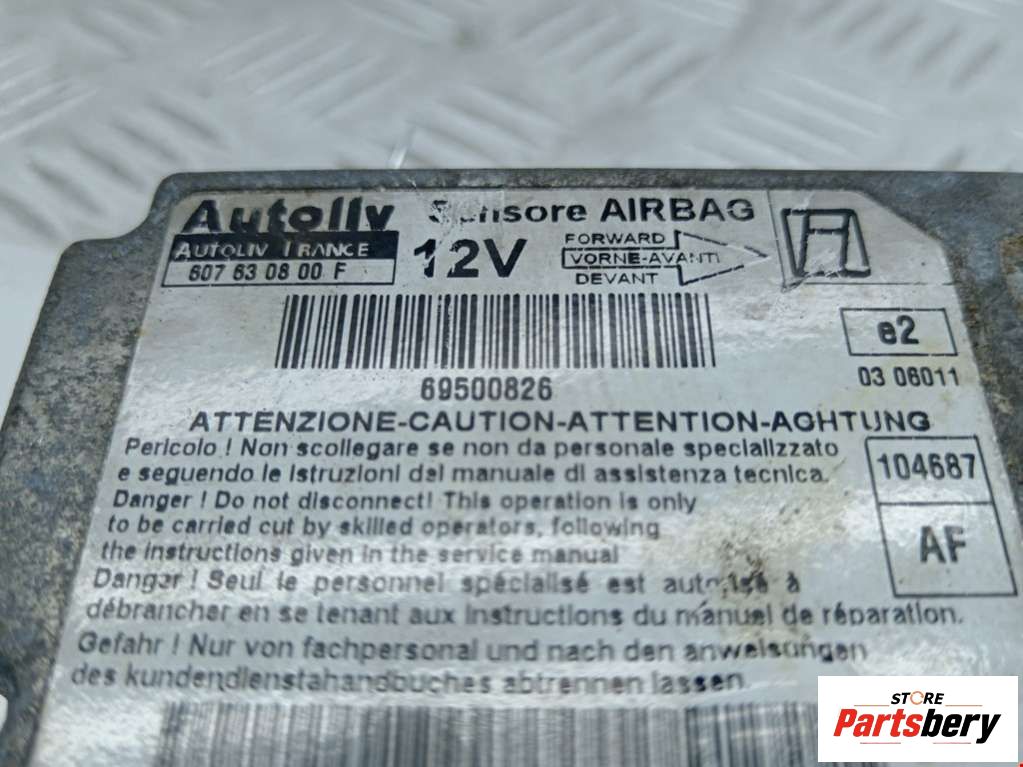 Autoliv Sensore AIRBAG
AUTOLIV FRANCE
607 63 08 00 F
12V
FORWARD
VORNE-AVANTI
DEVANT
e2
03 06011
69500826
ATTENZIONE-CAUTION-ATTENTION-ACHTUNG
Pericolo ! Non scollegare se non da personale specializzato
e seguendo le istruzioni del manuale di assistenza tecnica.
Danger ! Do not disconnect! This operation is only
to be carried out by skilled operators, following
the instructions given in the service manual
Danger ! Seul le personnel spécialisé est autorisé à
débrancher en se tenant aux instructions du manuel de réparation.
Gefahr ! Nur von fachpersonal und nach den anweisungen
des kundendienstahandbuches abtrennen lassen.
104687
AF
STORE
Partsbery